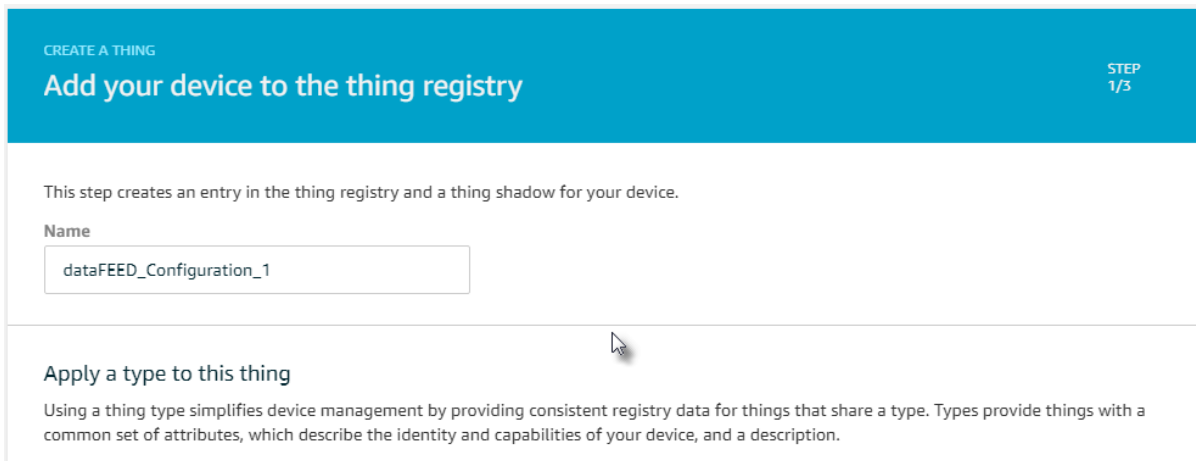 CREATE A THING
Add your device to the thing registry
STEP
1/3
This step creates an entry in the thing registry and a thing shadow for your device.
Name
dataFEED_Configuration_1
Apply a type to this thing
Using a thing type simplifies device management by providing consistent registry data for things that share a type. Types provide things with a
common set of attributes, which describe the identity and capabilities of your device, and a description.